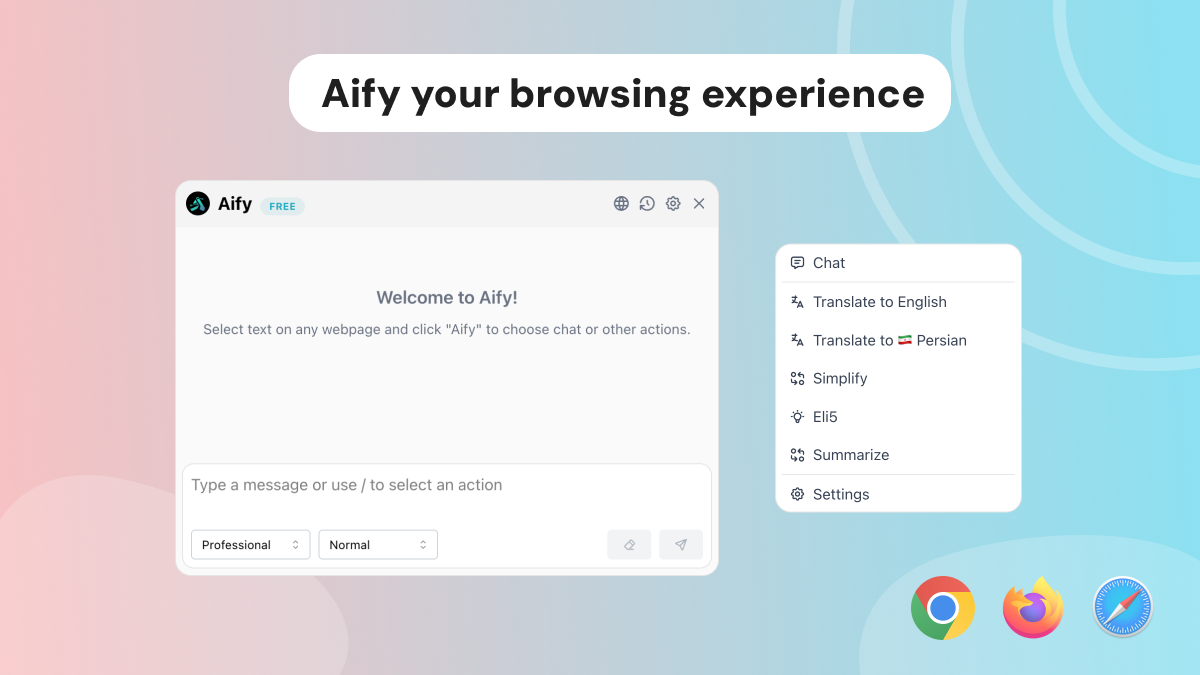 Aify your browsing experience
Aify FREE
Welcome to Aify!
Select text on any webpage and click "Aify" to choose chat or other actions.
Type a message or use / to select an action
Professional
Normal
Chat
Translate to English
Translate to 🇮🇷 Persian
Simplify
Eli5
Summarize
Settings